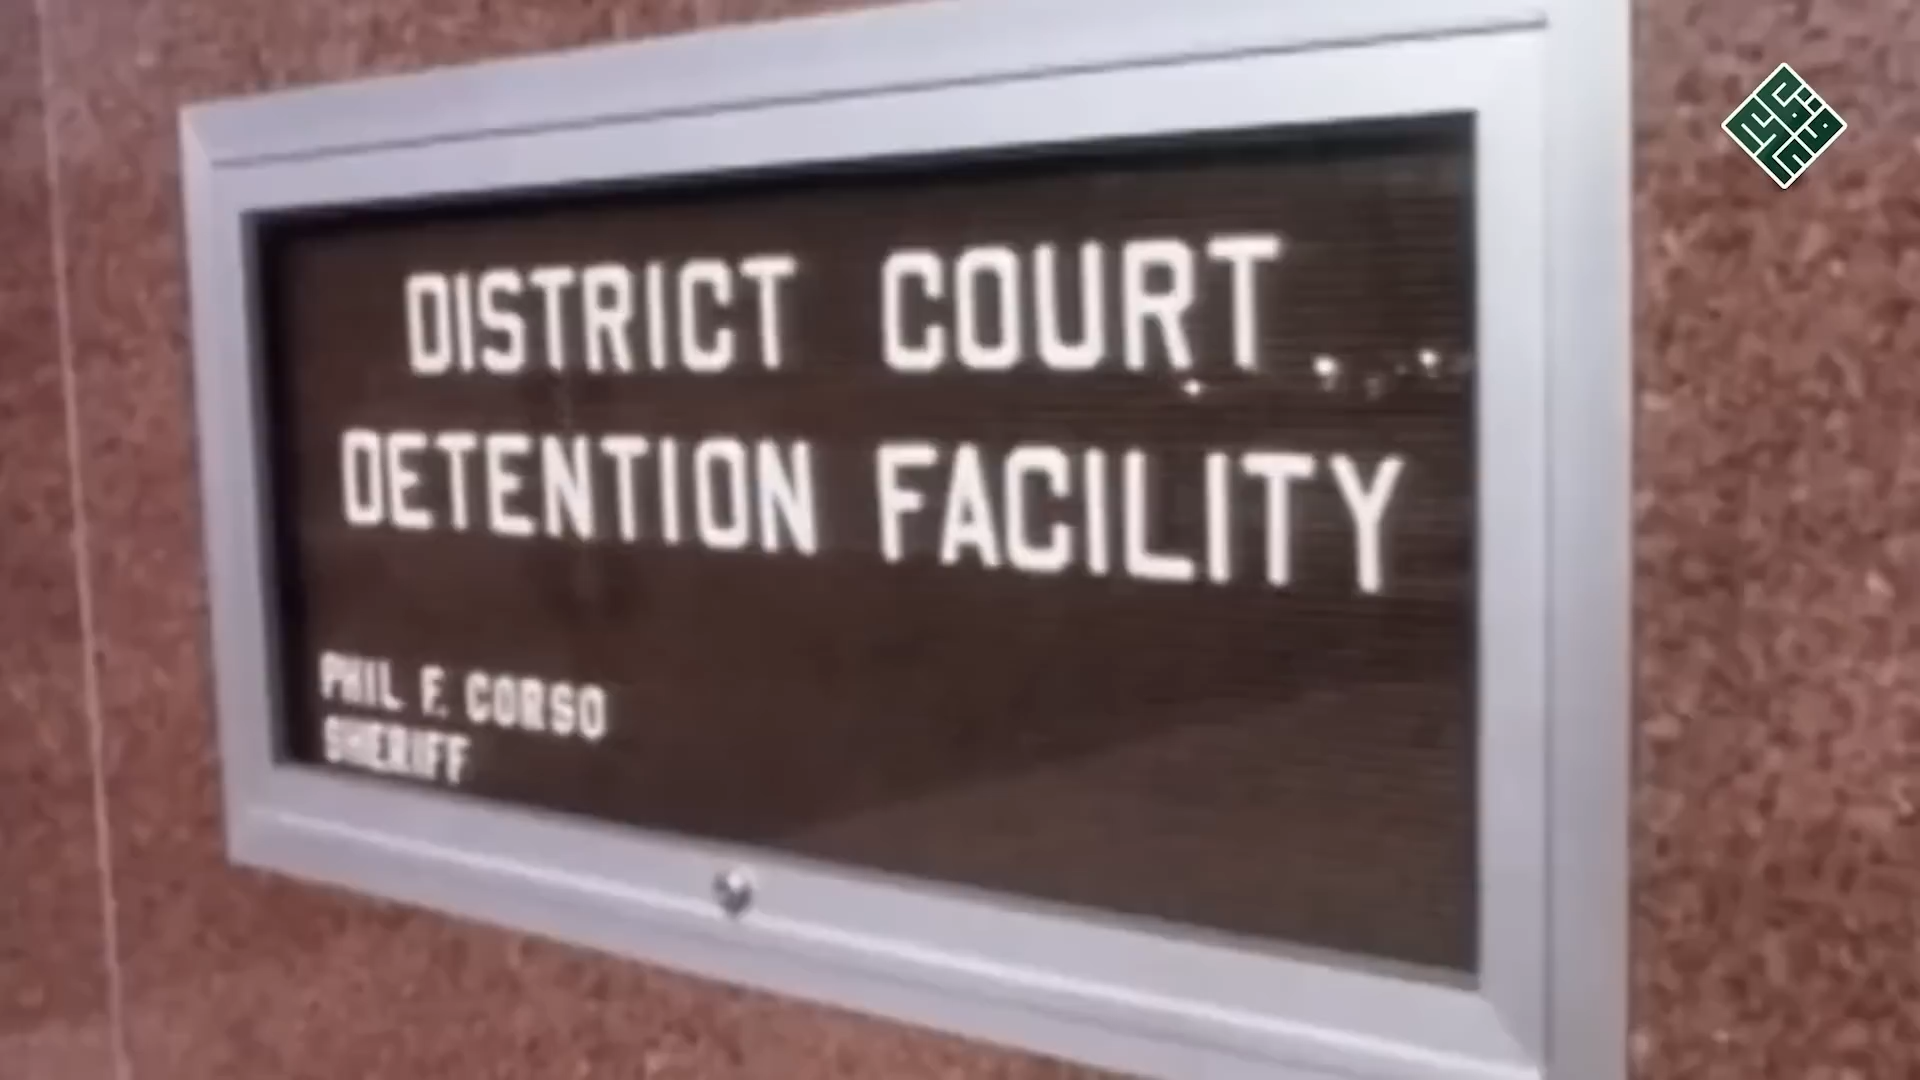 DISTRICT COURT
DETENTION FACILITY
PHIL F. CORSO
SHERIFF